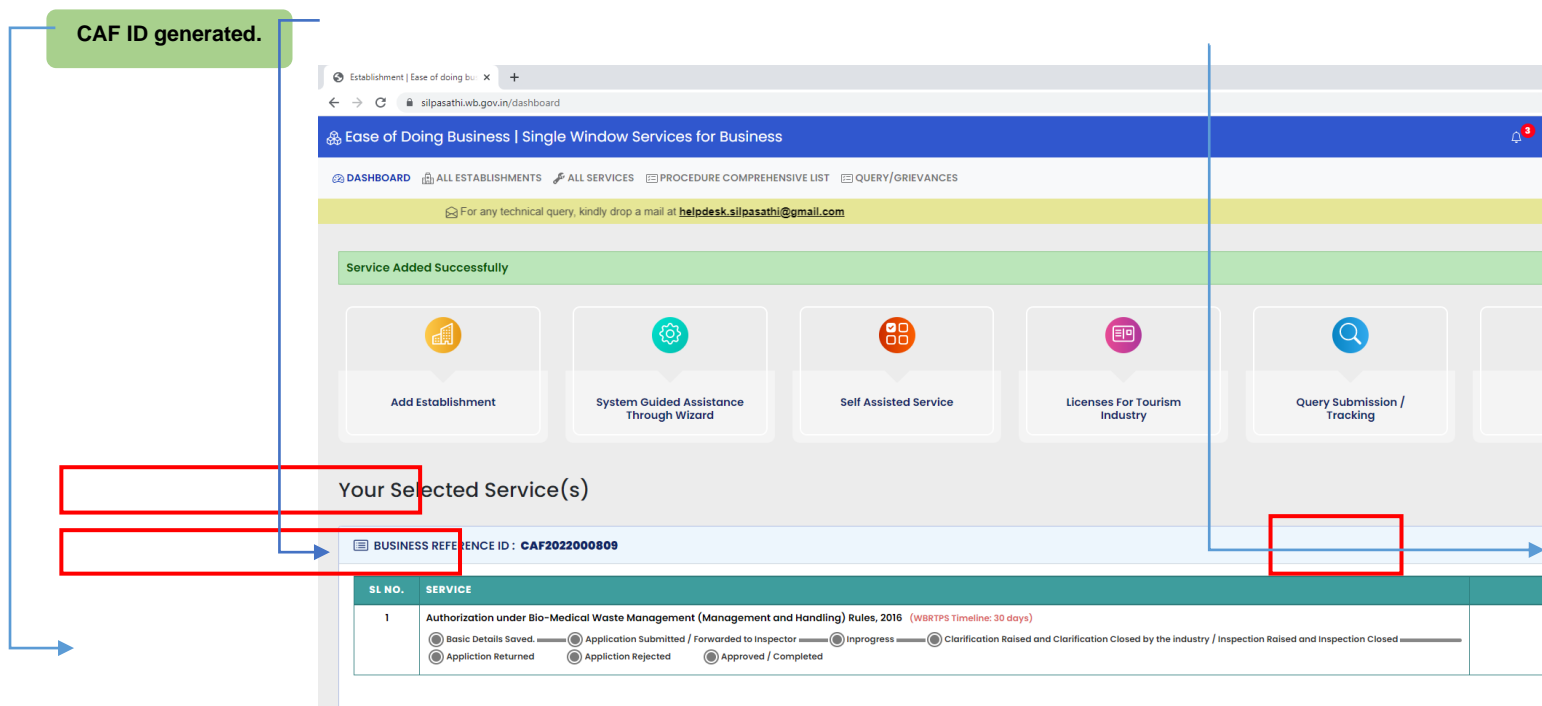 CAF ID generated.
Establishment | Ease of doing bu
silpasathi.wb.gov.in/dashboard
Ease of Doing Business | Single Window Services for Business
3
DASHBOARD ALL ESTABLISHMENTS ALL SERVICES PROCEDURE COMPREHENSIVE LIST QUERY/GRIEVANCES
For any technical query, kindly drop a mail at helpdesk.silpasathi@gmail.com
Service Added Successfully
Add Establishment
System Guided Assistance
Through Wizard
Self Assisted Service
Licenses For Tourism
Industry
Query Submission /
Tracking
Your Selected Service(s)
BUSINESS REFERENCE ID : CAF2022000809
SL NO. SERVICE
1 Authorization under Bio-Medical Waste Management (Management and Handling) Rules, 2016 (WBRTPS Timeline: 30 days)
Basic Details Saved. Application Submitted / Forwarded to Inspector Inprogress Clarification Raised and Clarification Closed by the industry / Inspection Raised and Inspection Closed
Appliction Returned Appliction Rejected Approved / Completed